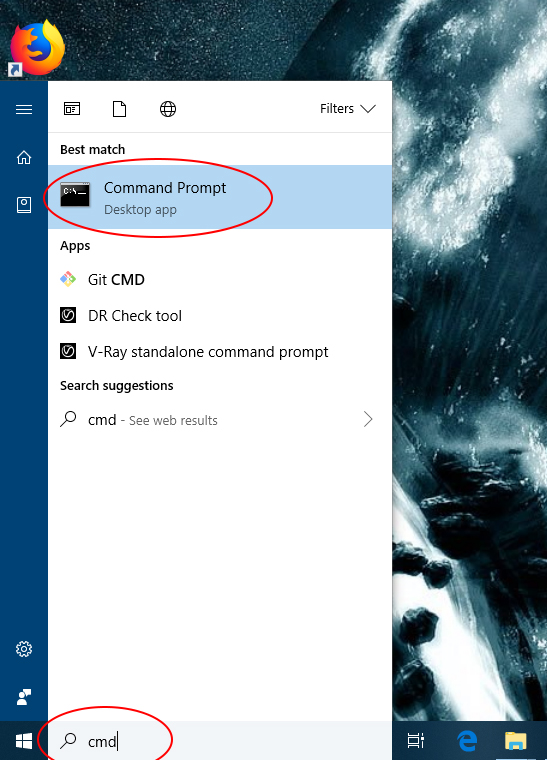 Filters
Best match
C:\_
Command Prompt
Desktop app
Apps
Git CMD
DR Check tool
V-Ray standalone command prompt
Search suggestions
cmd - See web results
cmd